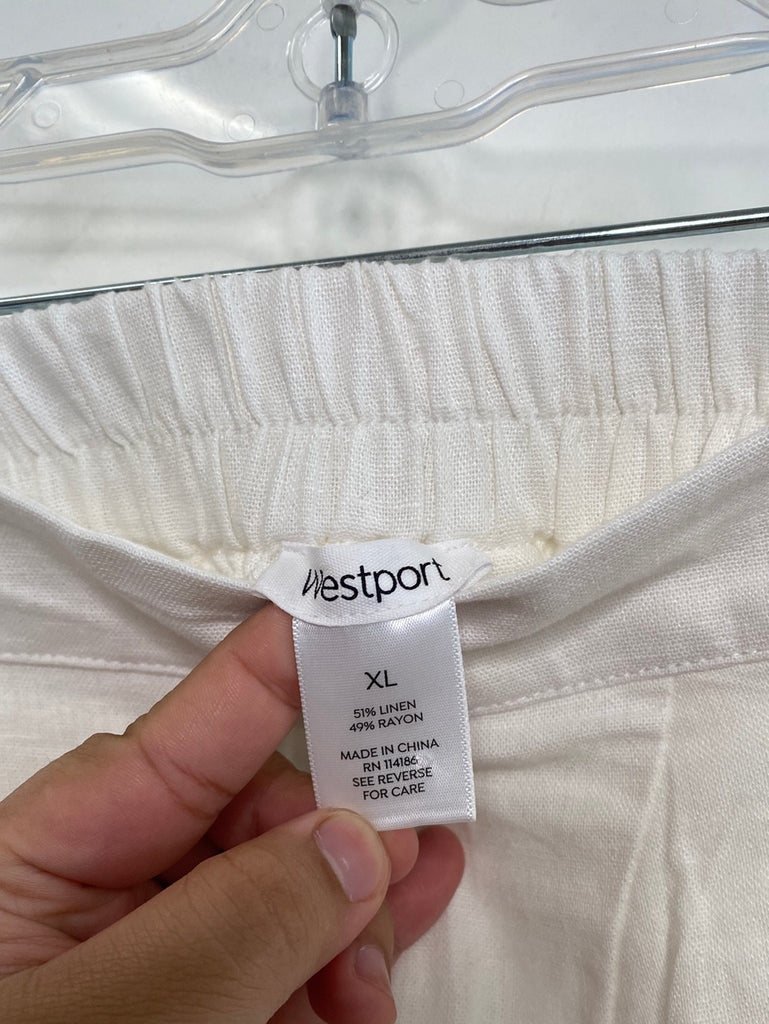 Westport
XL
51% LINEN
49% RAYON
MADE IN CHINA
RN 114186
SEE REVERSE
FOR CARE